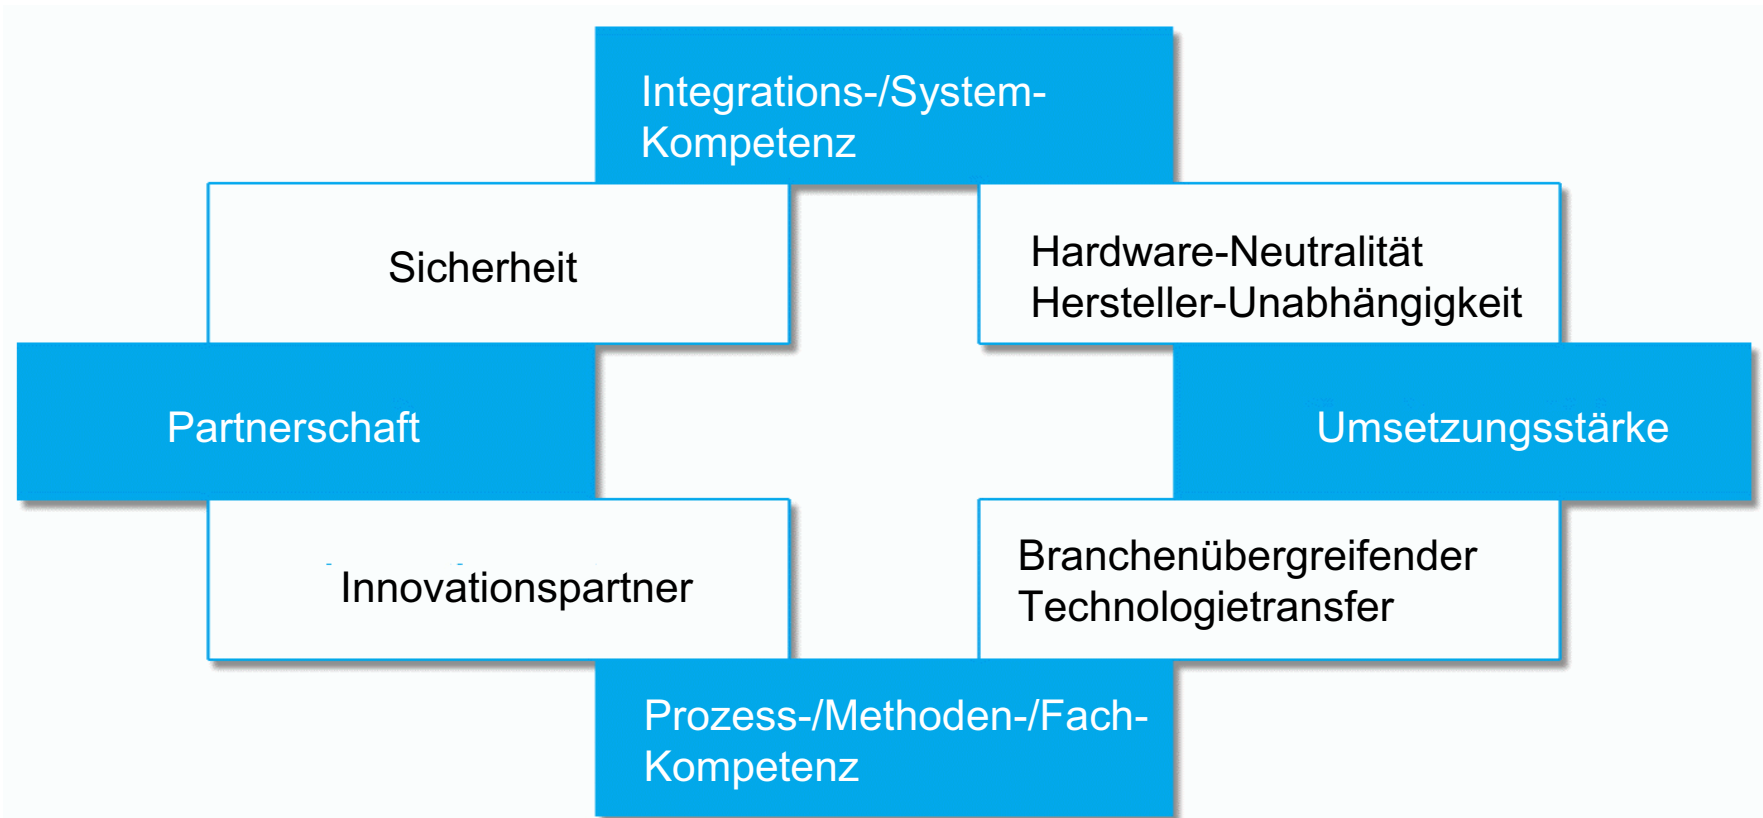 Integrations-/System-
Kompetenz
Sicherheit
Hardware-Neutralität
Hersteller-Unabhängigkeit
Partnerschaft
Umsetzungsstärke
Innovationspartner
Branchenübergreifender
Technologietransfer
Prozess-/Methoden-/Fach-
Kompetenz